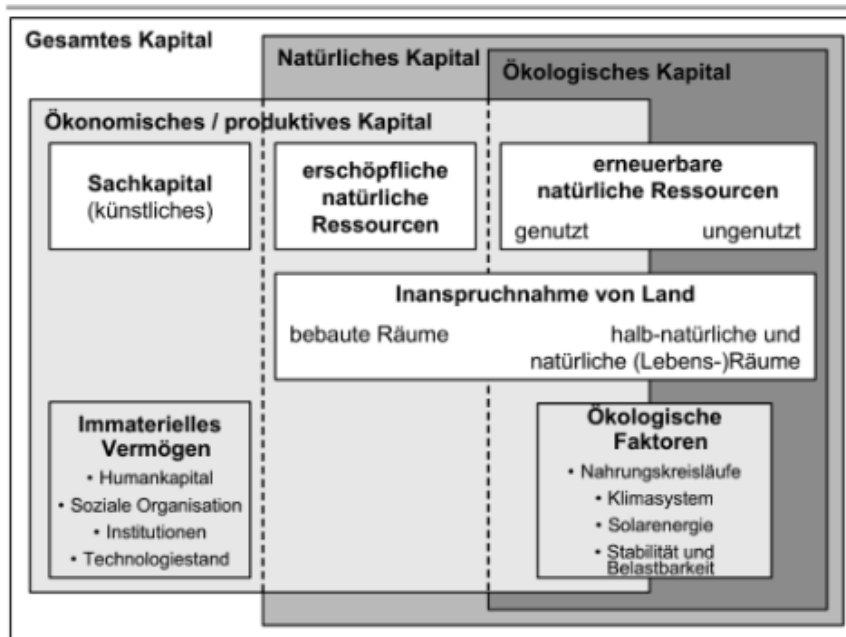 Gesamtes Kapital
Natürliches Kapital
Ökologisches Kapital
Ökonomisches / produktives Kapital
Sachkapital
(künstliches)
erschöpfliche
natürliche
Ressourcen
erneuerbare
natürliche Ressourcen
genutzt ungenutzt
Inanspruchnahme von Land
bebaute Räume halb-natürliche und
natürliche (Lebens-)Räume
Immaterielles
Vermögen
• Humankapital
• Soziale Organisation
• Institutionen
• Technologiestand
Ökologische
Faktoren
• Nahrungskreisläufe
• Klimasystem
• Solarenergie
• Stabilität und
Belastbarkeit